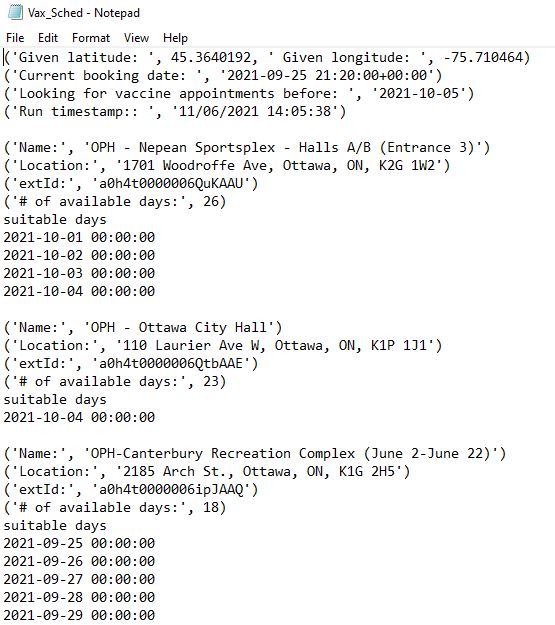 Vax_Sched - Notepad
File Edit Format View Help
('Given latitude: ', 45.3640192, ' Given longitude: ', -75.710464)
('Current booking date: ', '2021-09-25 21:20:00+00:00')
('Looking for vaccine appointments before: ', '2021-10-05')
('Run timestamp:: ', '11/06/2021 14:05:38')
('Name:', 'OPH - Nepean Sportsplex - Halls A/B (Entrance 3)')
('Location:', '1701 Woodroffe Ave, Ottawa, ON, K2G 1W2')
('extId:', 'a0h4t0000006QuKAAU')
('# of available days:', 26)
suitable days
2021-10-01 00:00:00
2021-10-02 00:00:00
2021-10-03 00:00:00
2021-10-04 00:00:00
('Name:', 'OPH - Ottawa City Hall')
('Location:', '110 Laurier Ave W, Ottawa, ON, K1P 1J1')
('extId:', 'a0h4t0000006QtbAAE')
('# of available days:', 23)
suitable days
2021-10-04 00:00:00
('Name:', 'OPH-Canterbury Recreation Complex (June 2-June 22)')
('Location:', '2185 Arch St., Ottawa, ON, K1G 2H5')
('extId:', 'a0h4t0000006ipJAAQ')
('# of available days:', 18)
suitable days
2021-09-25 00:00:00
2021-09-26 00:00:00
2021-09-27 00:00:00
2021-09-28 00:00:00
2021-09-29 00:00:00